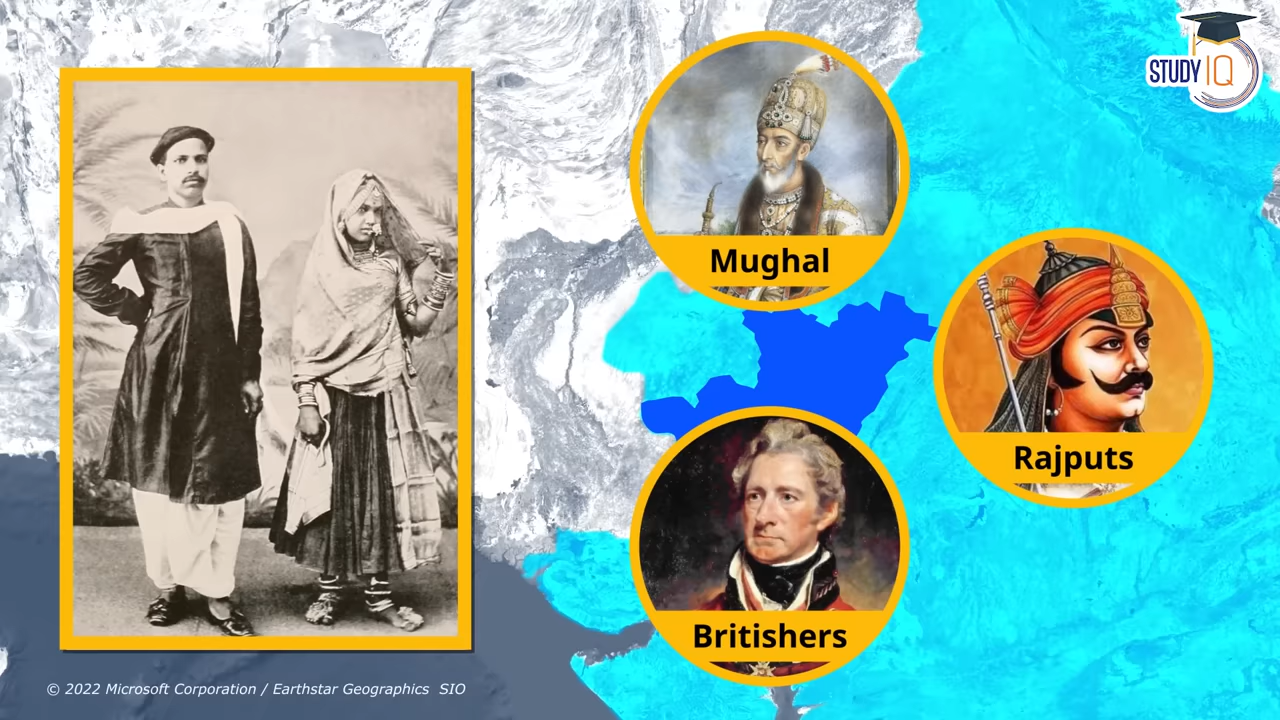 STUDY IQ
Mughal
Rajputs
Britishers
© 2022 Microsoft Corporation / Earthstar Geographics SIO